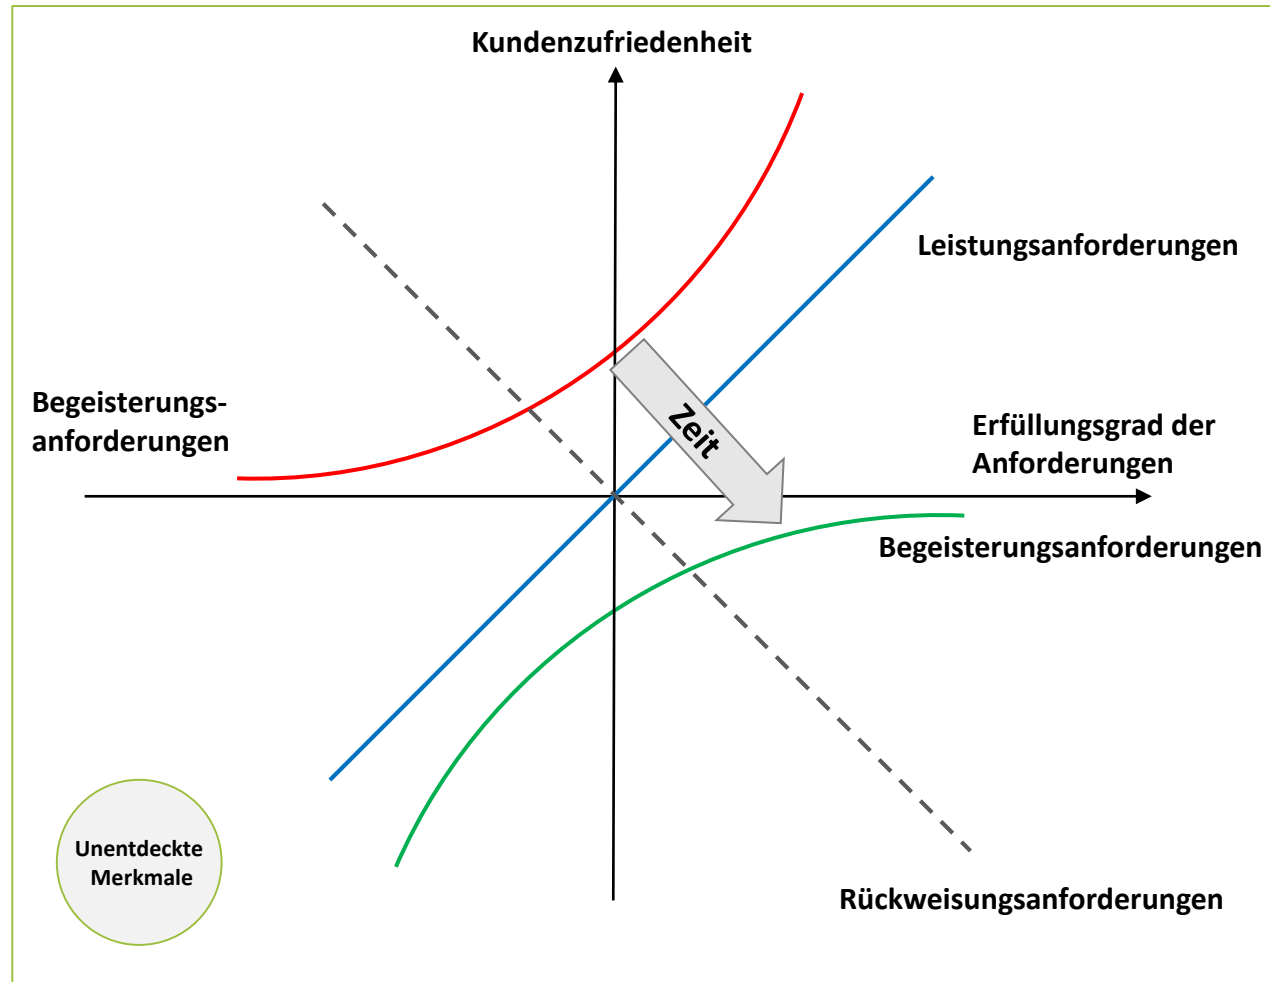 Kundenzufriedenheit
Leistungsanforderungen
Begeisterungs-
anforderungen
Zeit
Erfüllungsgrad der
Anforderungen
Begeisterungsanforderungen
Unentdeckte
Merkmale
Rückweisungsanforderungen